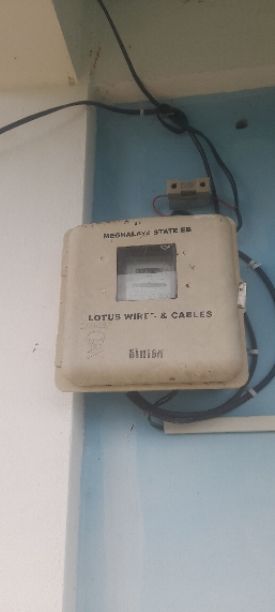 MEGHALAYA STATE EB
LOTUS WIRES & CABLES